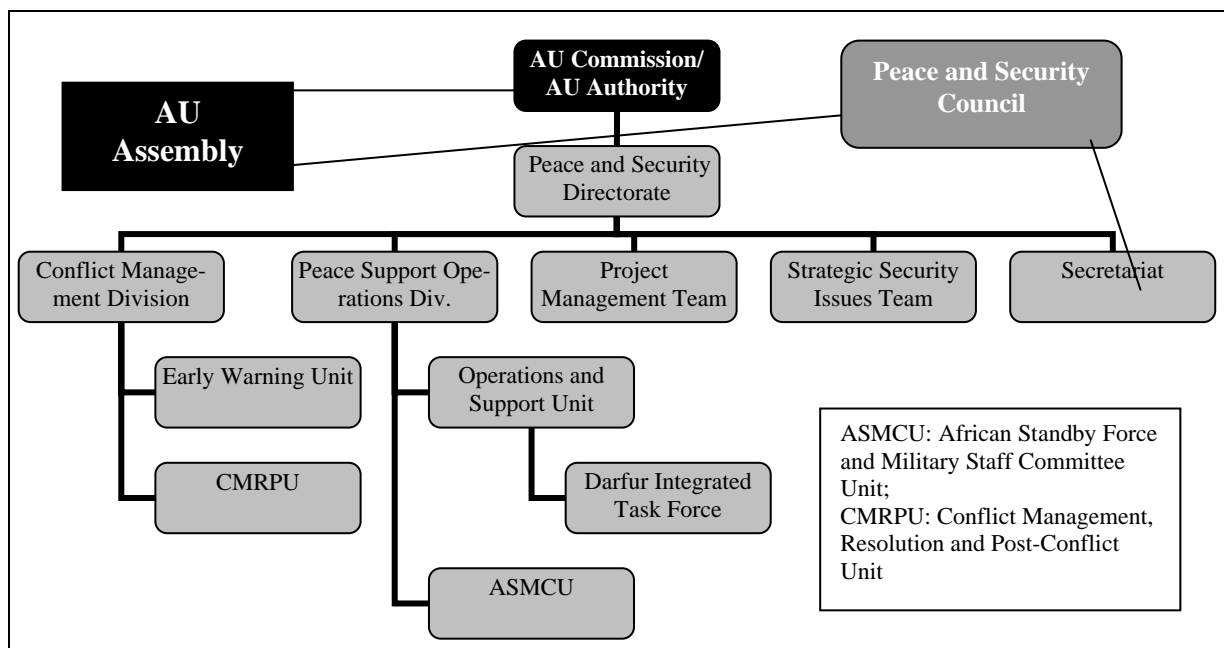 AU Commission/
AU Authority
AU
Assembly
Peace and Security
Council
Peace and Security
Directorate
Conflict Manage-
ment Division
Peace Support Ope-
rations Div.
Project
Management Team
Strategic Security
Issues Team
Secretariat
Early Warning Unit
Operations and
Support Unit
CMRPU
Darfur Integrated
Task Force
ASMCU
ASMCU: African Standby Force
and Military Staff Committee
Unit;
CMRPU: Conflict Management,
Resolution and Post-Conflict
Unit